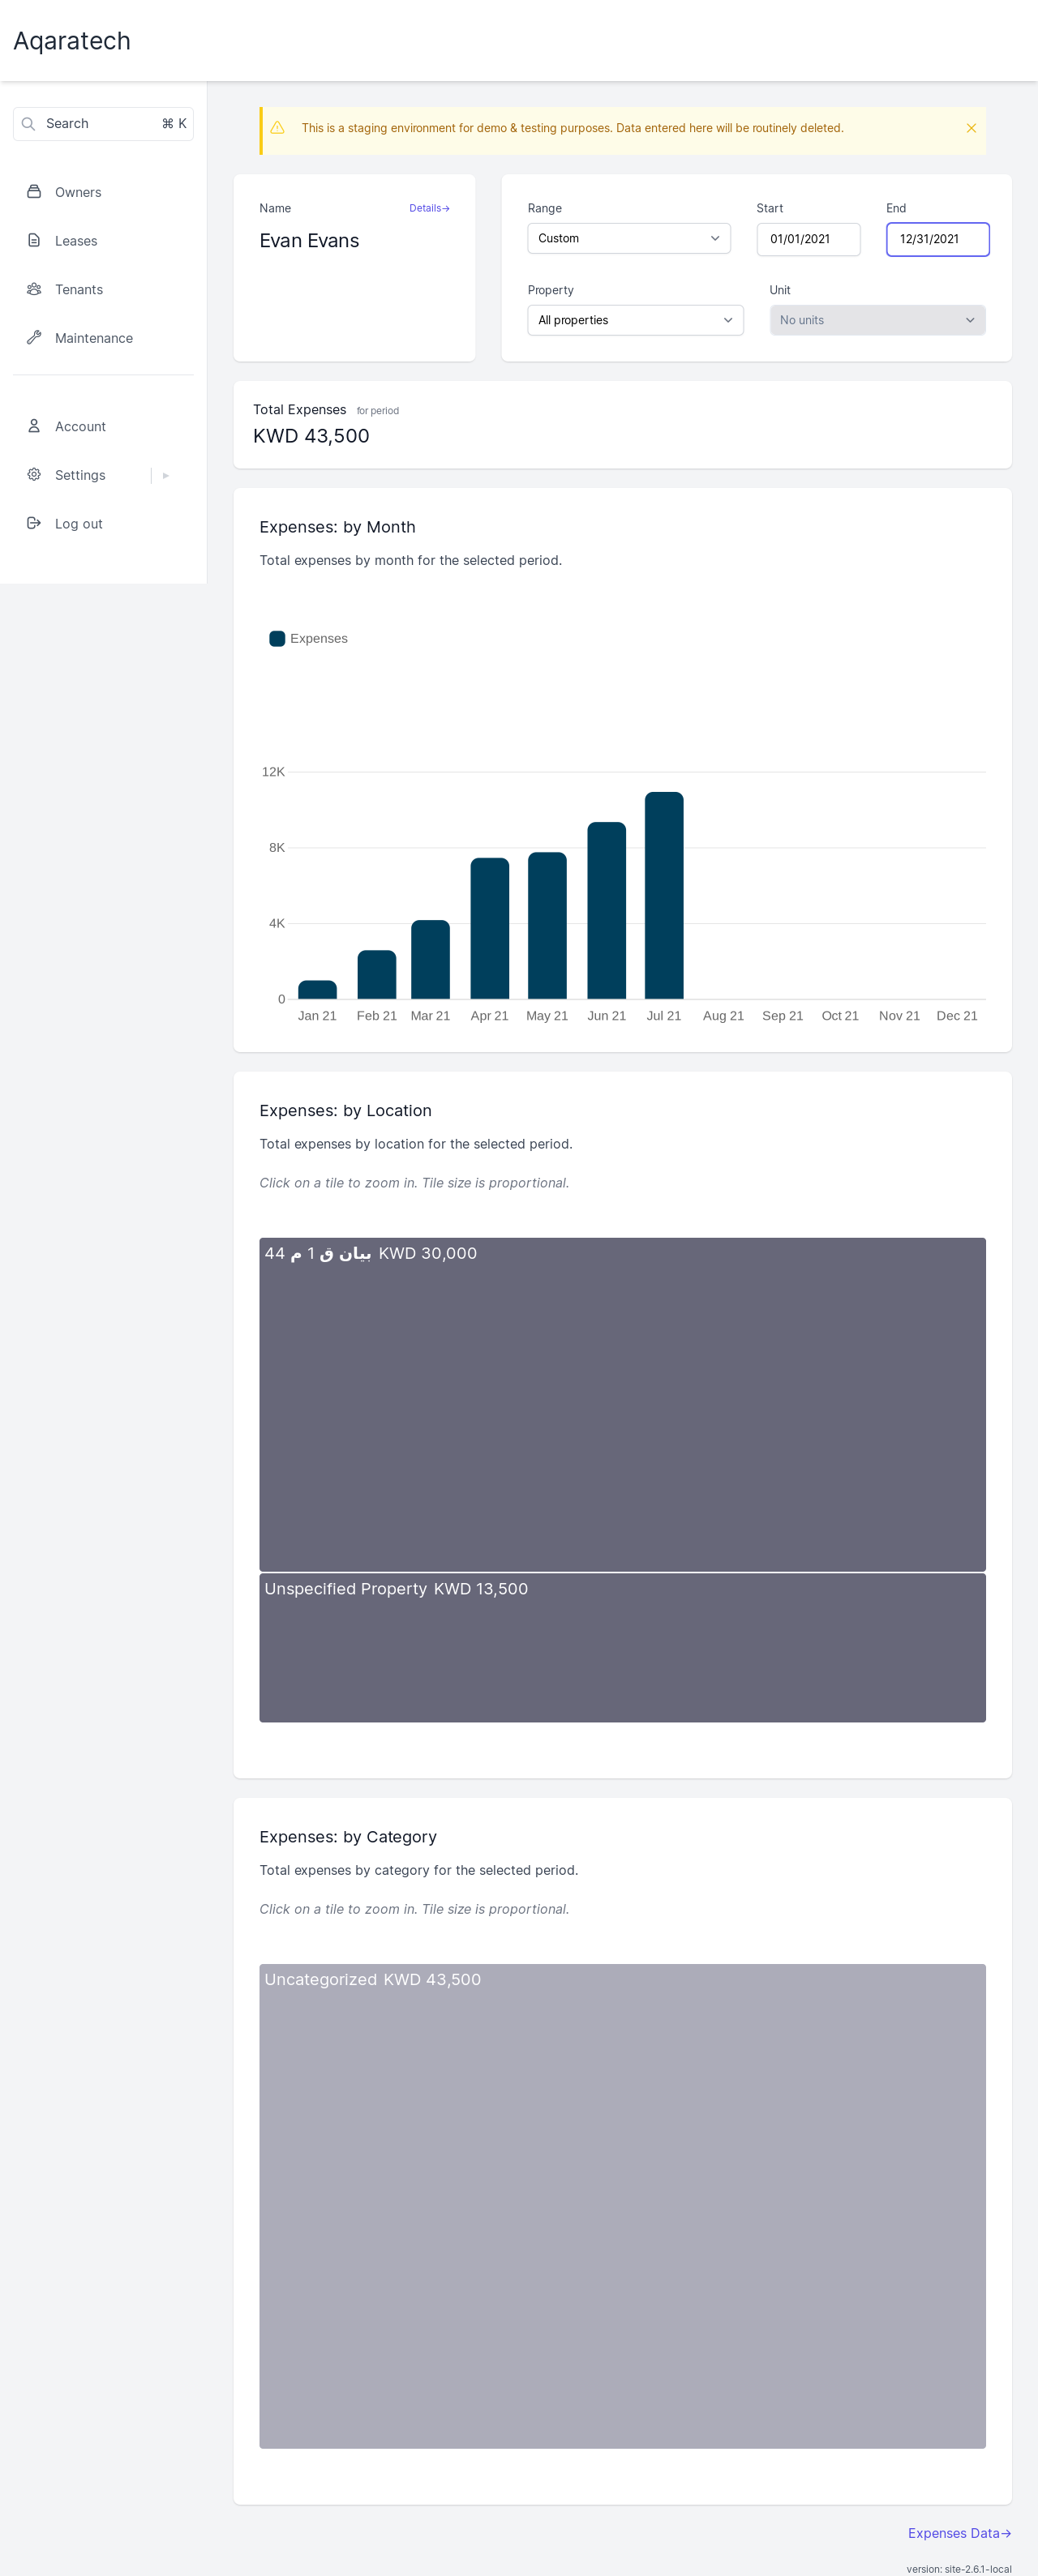 Aqaratech
Search ⌘ K
Owners
Leases
Tenants
Maintenance
Account
Settings
Log out
This is a staging environment for demo & testing purposes. Data entered here will be routinely deleted.
Name Details→
Evan Evans
Range Start End
Custom 01/01/2021 12/31/2021
Property Unit
All properties No units
Total Expenses for period
KWD 43,500
Expenses: by Month
Total expenses by month for the selected period.
Expenses
12K
8K
4K
0
Jan 21 Feb 21 Mar 21 Apr 21 May 21 Jun 21 Jul 21 Aug 21 Sep 21 Oct 21 Nov 21 Dec 21
Expenses: by Location
Total expenses by location for the selected period.
Click on a tile to zoom in. Tile size is proportional.
بيان ق 1 م 44 KWD 30,000
Unspecified Property KWD 13,500
Expenses: by Category
Total expenses by category for the selected period.
Click on a tile to zoom in. Tile size is proportional.
Uncategorized KWD 43,500
Expenses Data→
version: site-2.6.1-local